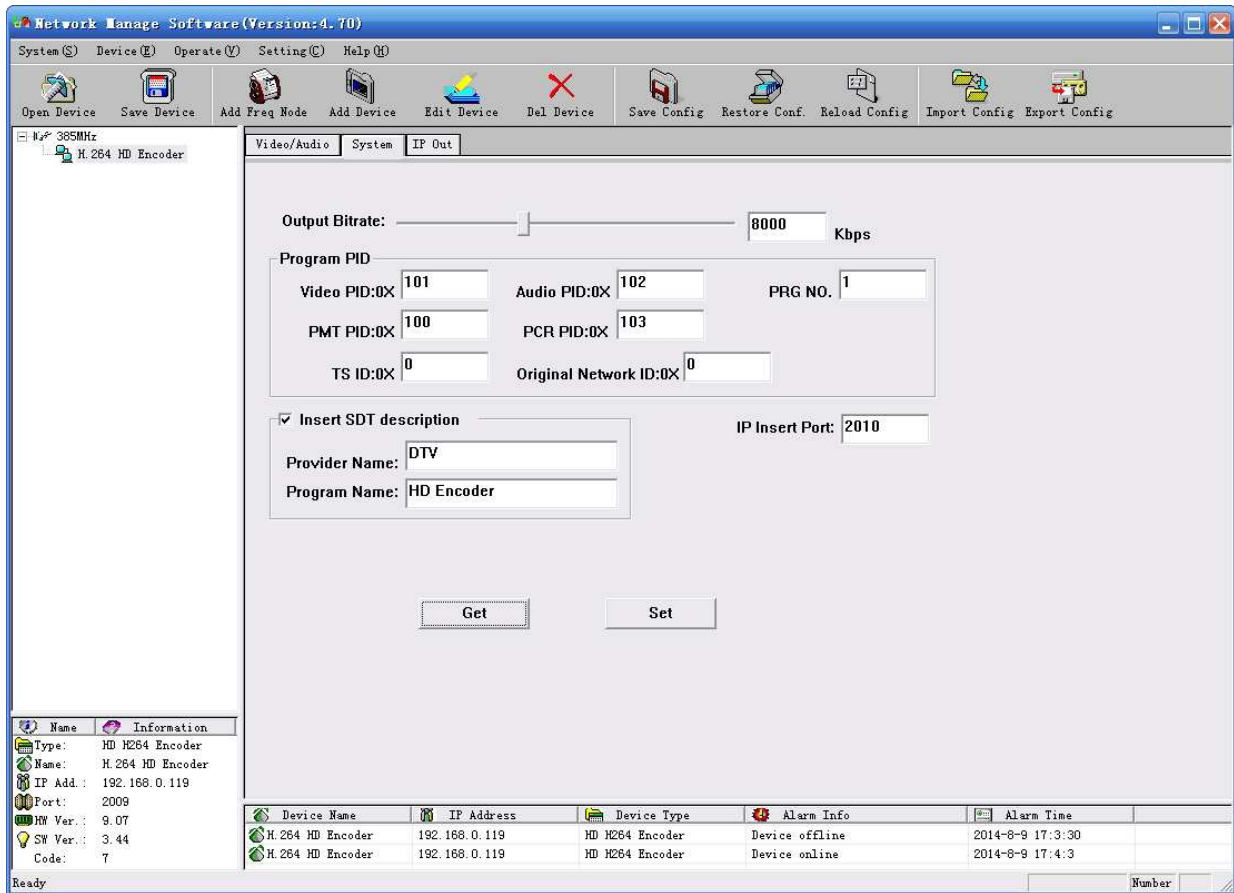 Network Manage Software(Version:4.70)
System(S) Device(E) Operate(V) Setting(C) Help(H)
Open Device Save Device Add Freq Node Add Device Edit Device Del Device Save Config Restore Conf. Reload Config Import Config Export Config
385MHz
H.264 HD Encoder
Video/Audio System IP Out
Output Bitrate: 8000 Kbps
Program PID
Video PID:0X 101 Audio PID:0X 102 PRG NO. 1
PMT PID:0X 100 PCR PID:0X 103
TS ID:0X 0 Original Network ID:0X 0
Insert SDT description
IP Insert Port: 2010
Provider Name: DTV
Program Name: HD Encoder
Get Set
Name Information
Type: HD H264 Encoder
Name: H.264 HD Encoder
IP Add.: 192.168.0.119
Port: 2009
HW Ver.: 9.07
SW Ver.: 3.44
Code: 7
Device Name IP Address Device Type Alarm Info Alarm Time
H.264 HD Encoder 192.168.0.119 HD H264 Encoder Device offline 2014-8-9 17:3:30
H.264 HD Encoder 192.168.0.119 HD H264 Encoder Device online 2014-8-9 17:4:3
Ready Number